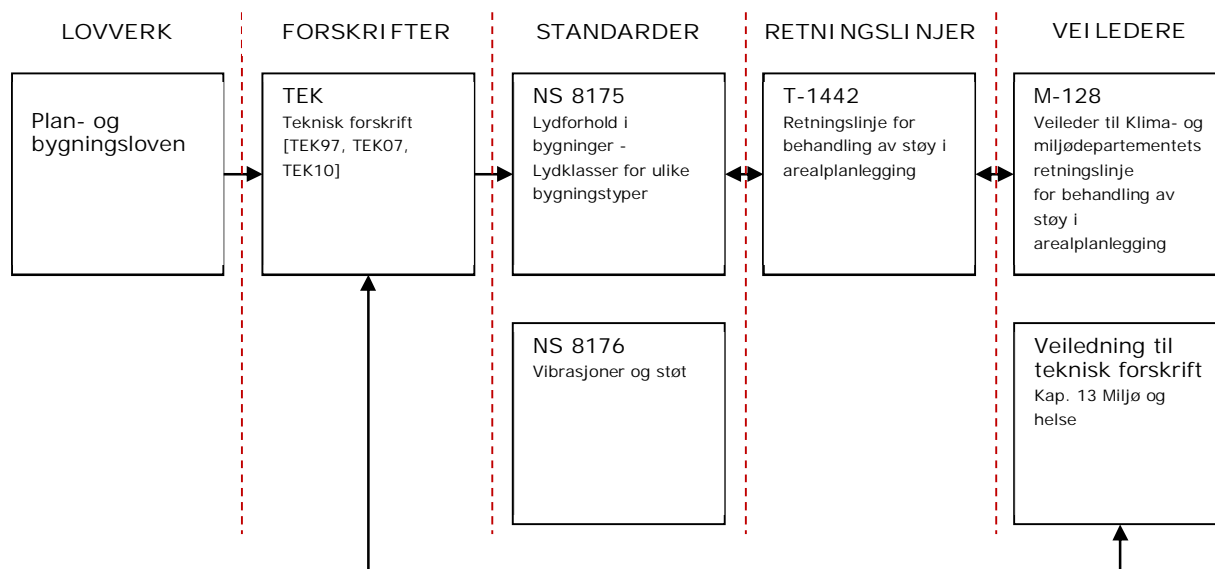 LOVVERK
FORSKRIFTER
STANDARDER
RETNINGSLINJER
VEILEDERE
Plan- og
bygningsloven
TEK
Teknisk forskrift
[TEK97, TEK07,
TEK10]
NS 8175
Lydforhold i
bygninger -
Lydklasser for ulike
bygningstyper
T-1442
Retningslinje for
behandling av støy i
arealplanlegging
M-128
Veileder til Klima- og
miljødepartementets
retningslinje
for behandling av
støy i
arealplanlegging
NS 8176
Vibrasjoner og støt
Veiledning til
teknisk forskrift
Kap. 13 Miljø og
helse